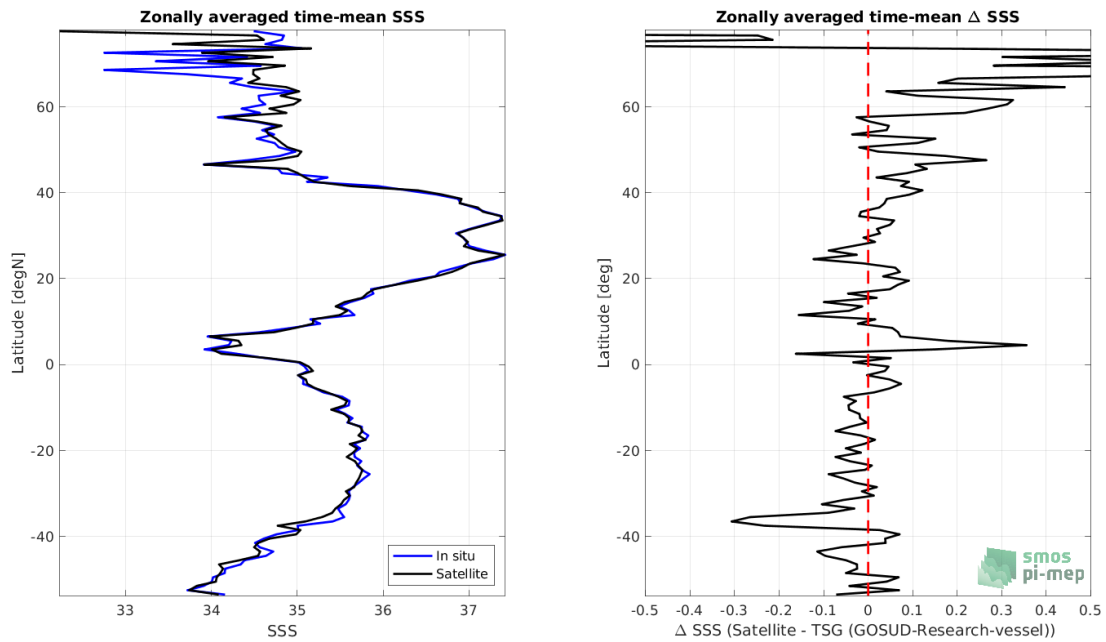 Zonally averaged time-mean SSS
Latitude [degN]
60
40
20
0
-20
-40
33
34
35
36
37
SSS
In situ
Satellite
Zonally averaged time-mean Δ SSS
Latitude [deg]
60
40
20
0
-20
-40
-0.5
-0.4
-0.3
-0.2
-0.1
0
0.1
0.2
0.3
0.4
0.5
Δ SSS (Satellite - TSG (GOSUD-Research-vessel))
smos
pi-mep